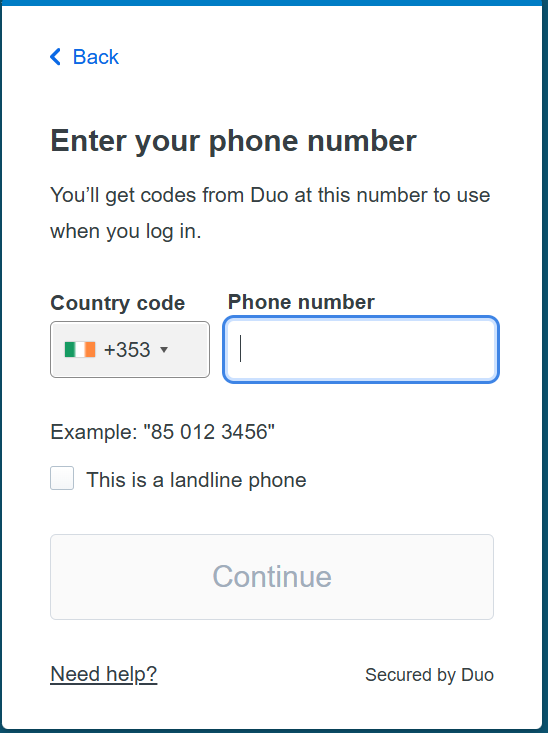 Back
Enter your phone number
You’ll get codes from Duo at this number to use
when you log in.
Country code
Phone number
+353
Example: "85 012 3456"
This is a landline phone
Continue
Need help?
Secured by Duo